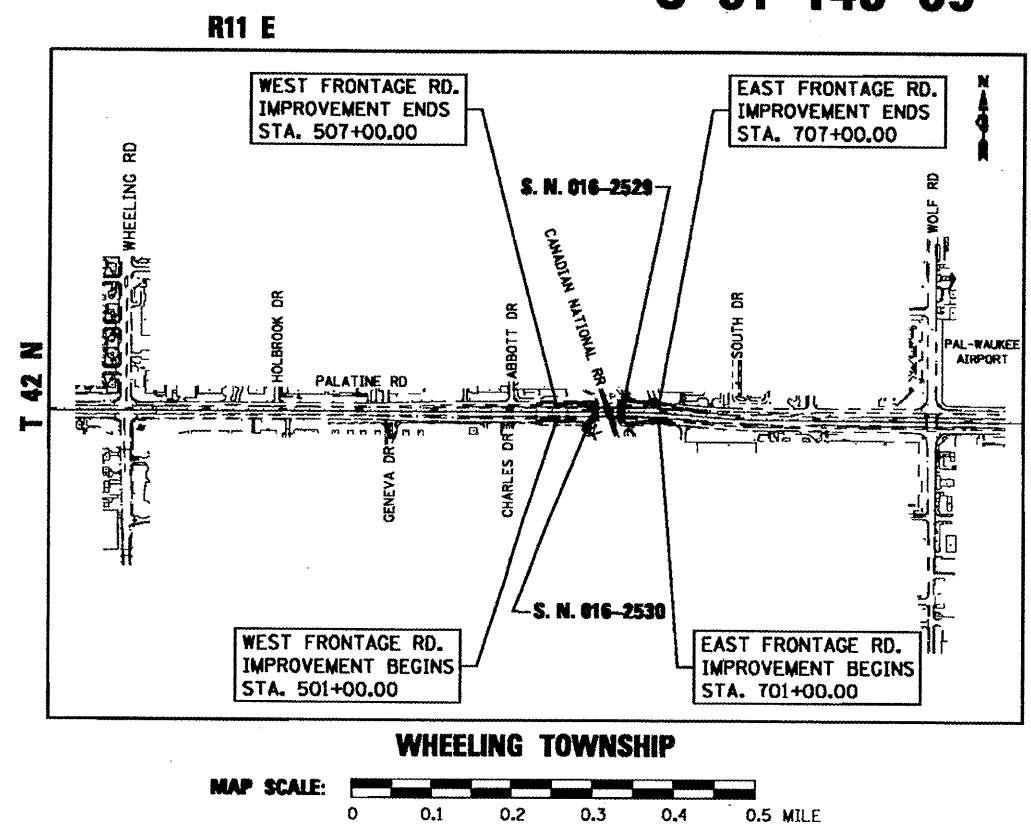 R11 E
WEST FRONTAGE RD.
IMPROVEMENT ENDS
STA. 507+00.00
EAST FRONTAGE RD.
IMPROVEMENT ENDS
STA. 707+00.00
N
S. N. 016-2529
WHEELING RD
WOLF RD
CANADIAN NATIONAL RR
HOLBROOK DR
ABBOTT DR
SOUTH DR
PAL-WAUKEE
AIRPORT
PALATINE RD
T 42 N
GENEVA DR
CHARLES DR
S. N. 016-2530
WEST FRONTAGE RD.
IMPROVEMENT BEGINS
STA. 501+00.00
EAST FRONTAGE RD.
IMPROVEMENT BEGINS
STA. 701+00.00
WHEELING TOWNSHIP
MAP SCALE:
0 0.1 0.2 0.3 0.4 0.5 MILE